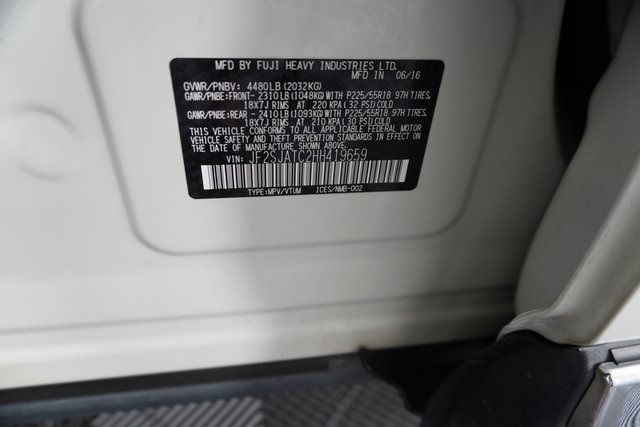 MFD BY FUJI HEAVY INDUSTRIES LTD.
MFD IN 06/16
GVWR/PNBV: 4480LB(2032KG)
GAWR/PNBE:FRONT- 2310LB(1048KG)WITH P225/55R18 97H TIRES,
18X7J RIMS AT 220 KPA(32 PSI)COLD
GAWR/PNBE:REAR - 2410LB(1093KG)WITH P225/55R18 97H TIRES,
18X7J RIMS AT 210 KPA(30 PSI)COLD
THIS VEHICLE CONFORMS TO ALL APPLICABLE FEDERAL MOTOR
VEHICLE SAFETY AND THEFT PREVENTION STANDARDS IN EFFECT ON
THE DATE OF MANUFACTURE SHOWN ABOVE.
VIN: JF2SJATC2HH419659
TYPE:MPV/VTUM ICES/NMB-002